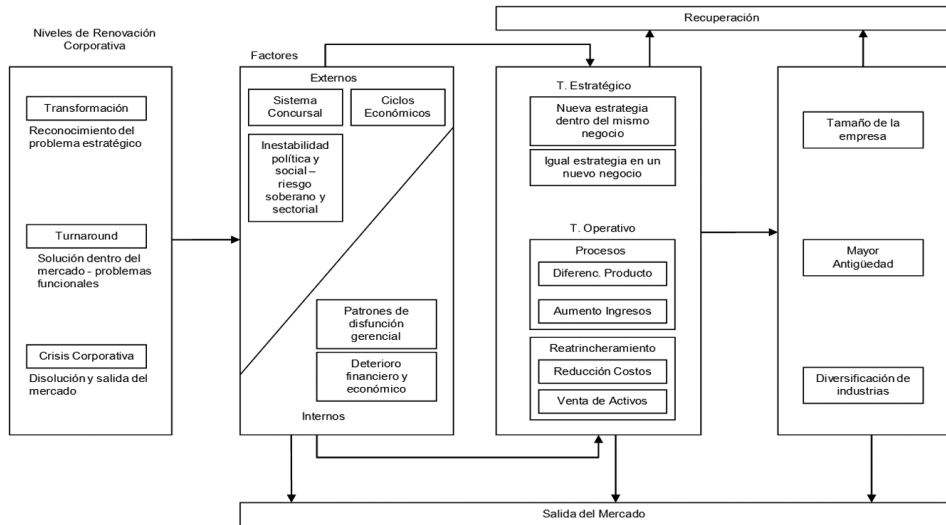 Recuperación
Niveles de Renovación
Corporativa
Transformación
Reconocimiento del
problema estratégico
Turnaround
Solución dentro del
mercado - problemas
funcionales
Crisis Corporativa
Disolución y salida del
mercado
Factores
Externos
Sistema
Concursal
Ciclos
Económicos
Inestabilidad
política y
social –
riesgo
soberano y
sectorial
Patrones de
disfunción
gerencial
Deterioro
financiero y
económico
Internos
T. Estratégico
Nueva estrategia
dentro del mismo
negocio
Igual estrategia en un
nuevo negocio
T. Operativo
Procesos
Diferenc. Producto
Aumento Ingresos
Reatrincheramiento
Reducción Costos
Venta de Activos
Tamaño de la
empresa
Mayor
Antigüedad
Diversificación de
industrias
Salida del Mercado